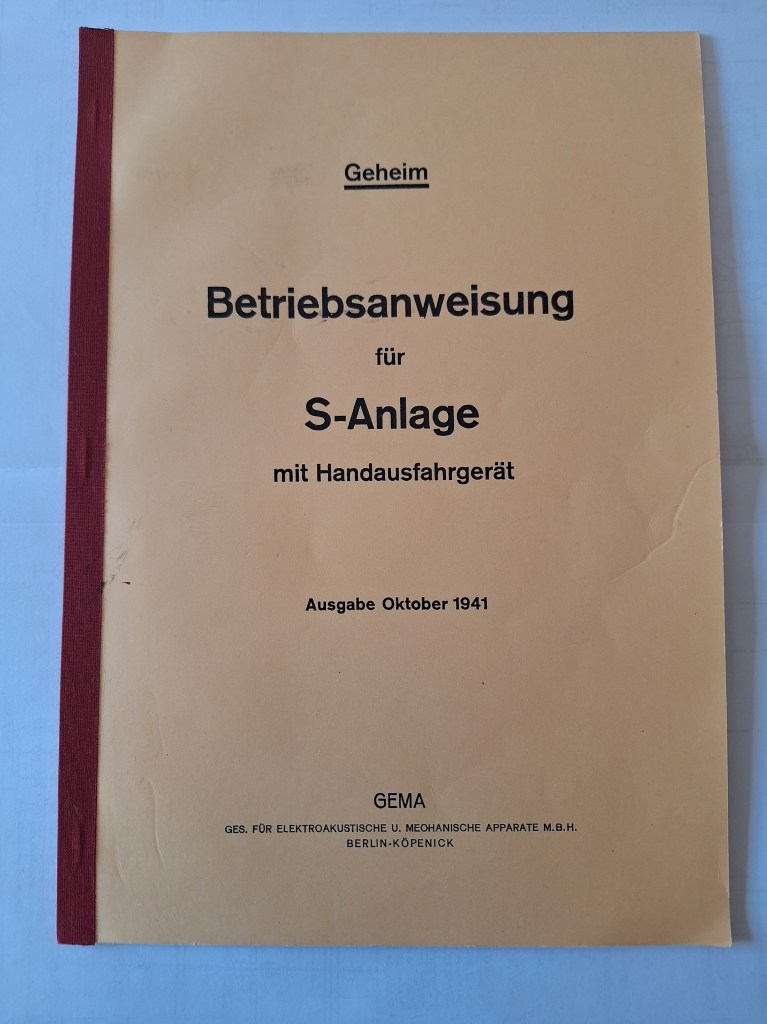 Geheim
Betriebsanweisung
für
S-Anlage
mit Handausfahrgerät
Ausgabe Oktober 1941
GEMA
GES. FÜR ELEKTROAKUSTISCHE U. MECHANISCHE APPARATE M.B.H.
BERLIN-KÖPENICK